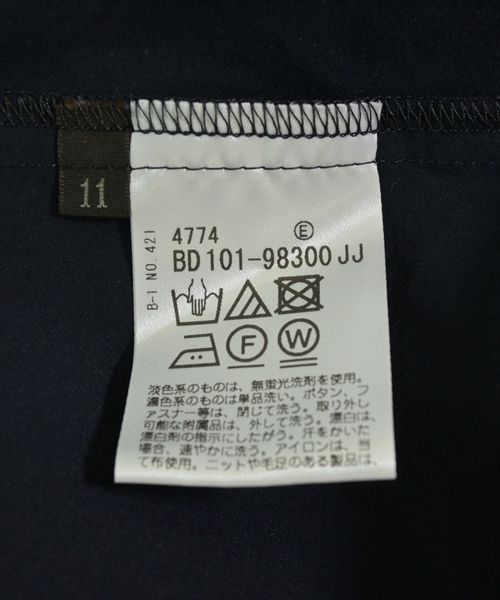 11
B-1 NO. 421
4774 E
BD101-98300 JJ
F W
淡色系のものは、無蛍光洗剤を使用。
濃色系のものは単品洗い。ボタン、フ
ァスナー等は、閉じて洗う。取り外し
可能な附属品は、外して洗う。漂白は、
漂白剤の指示にしたがう。汗をかいた
場合、速やかに洗う。アイロンは、当
て布使用。ニットや毛足のある製品は、